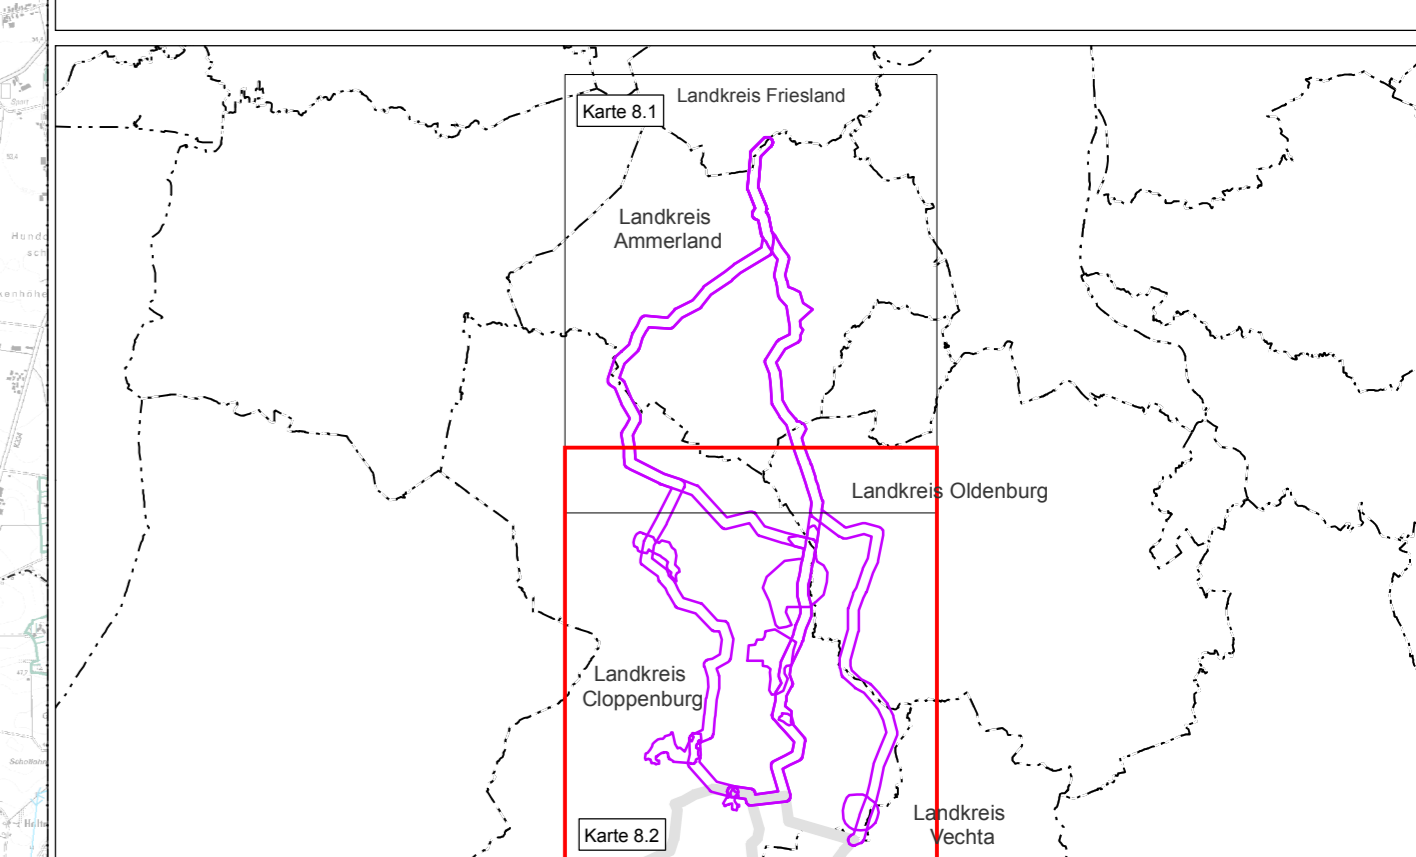 Landkreis Friesland
Karte 8.1
Landkreis
Ammerland
Landkreis Oldenburg
Landkreis
Cloppenburg
Landkreis
Vechta
Karte 8.2